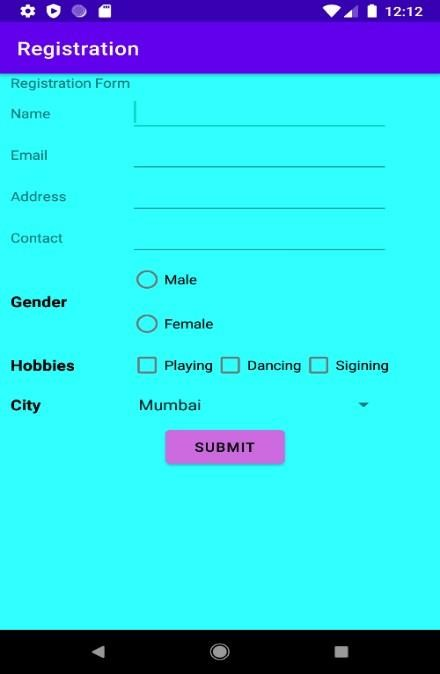 12:12
Registration
Registration Form
Name
Email
Address
Contact
Male
Gender
Female
Hobbies Playing Dancing Sigining
City Mumbai
SUBMIT